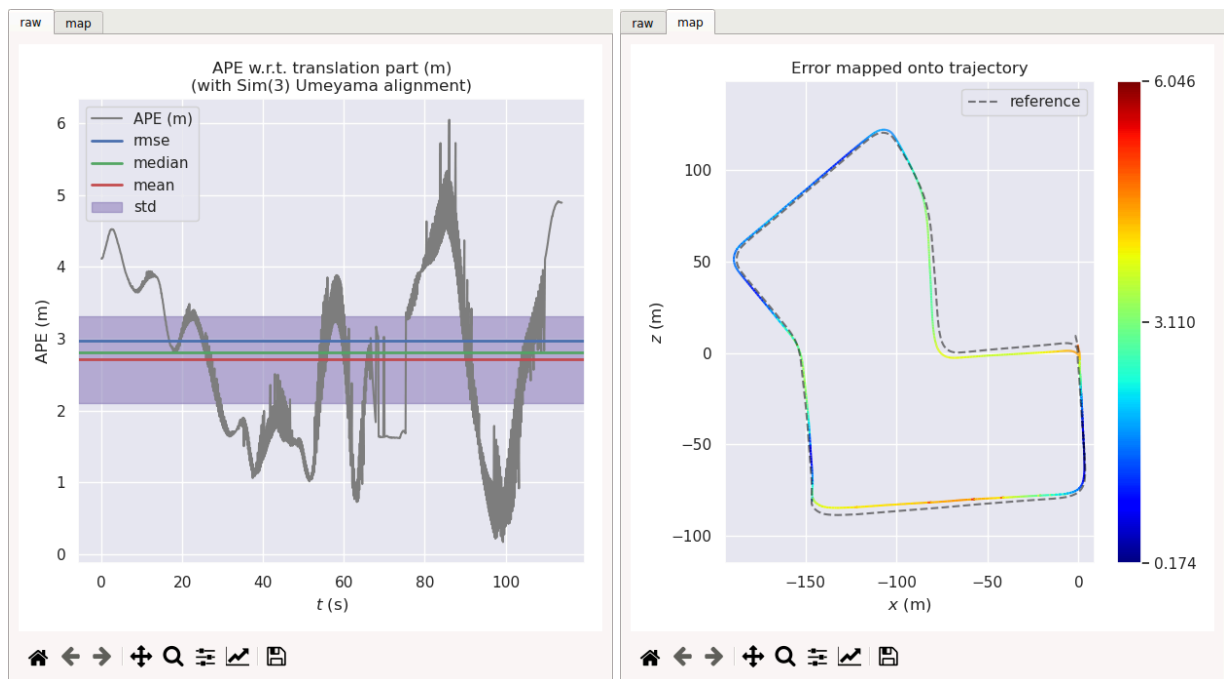 raw
map
APE w.r.t. translation part (m)
(with Sim(3) Umeyama alignment)
APE (m)
rmse
median
mean
std
APE (m)
6
5
4
3
2
1
0
0
20
40
60
80
100
t (s)
raw
map
Error mapped onto trajectory
reference
z (m)
100
50
0
−50
−100
−150
−100
−50
0
x (m)
6.046
3.110
0.174